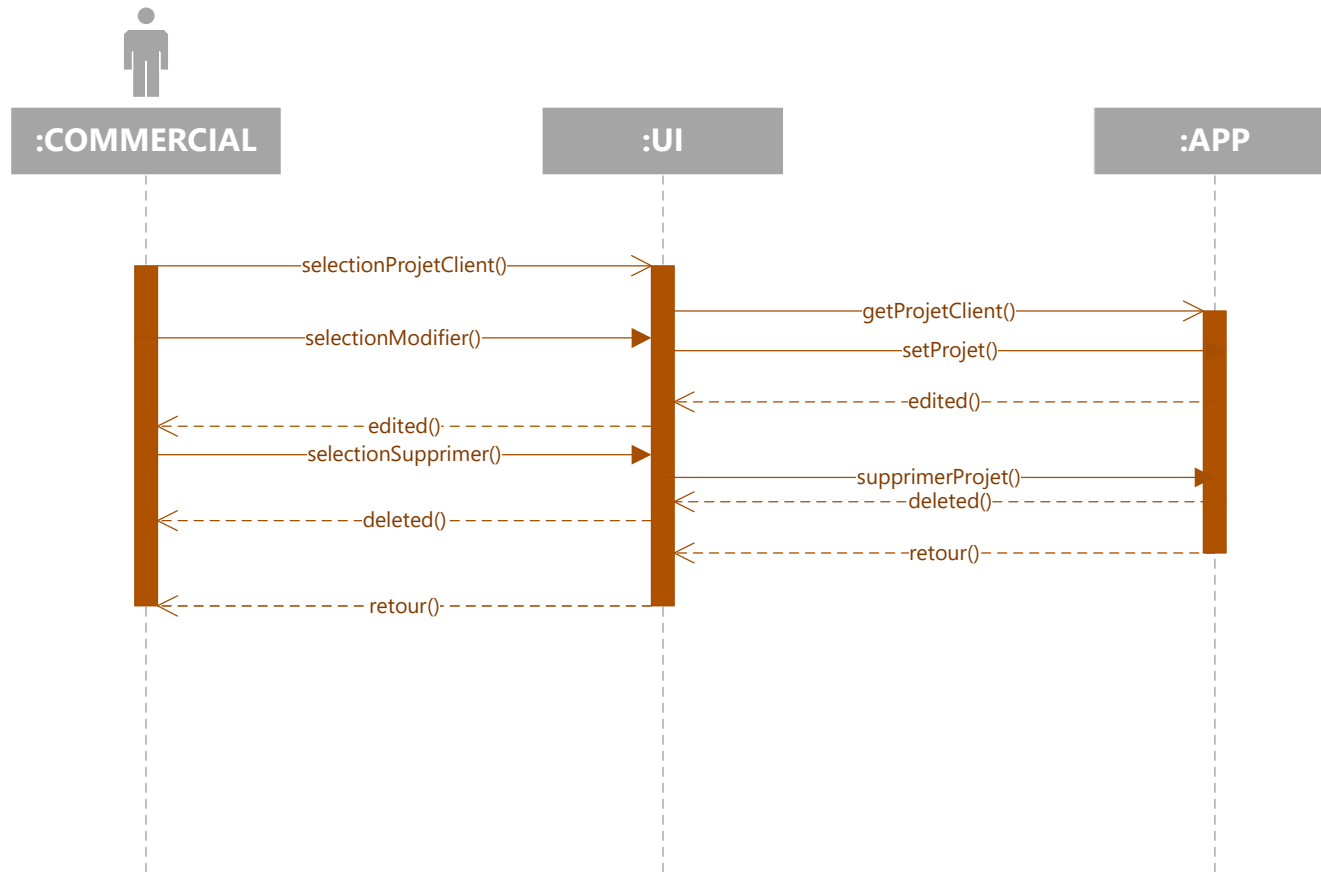 :COMMERCIAL
:UI
:APP
selectionProjetClient()
getProjetClient()
selectionModifier()
setProjet()
edited()
edited()
selectionSupprimer()
supprimerProjet()
deleted()
deleted()
retour()
retour()